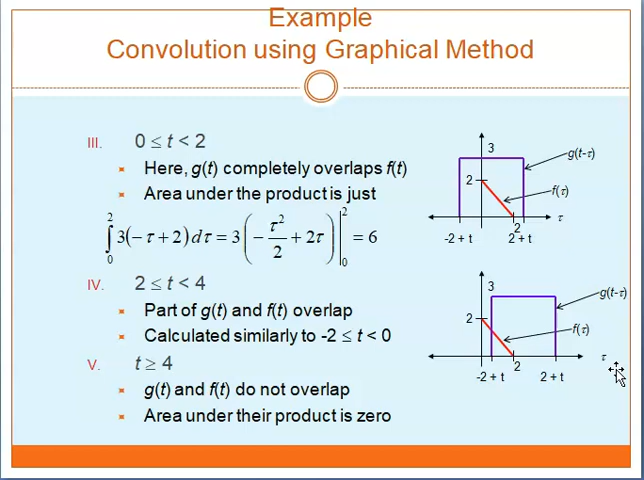 Example
Convolution using Graphical Method
III. 0 ≤ t < 2
Here, g(t) completely overlaps f(t)
Area under the product is just
∫₀² 3(−τ + 2) dτ = 3(−τ²/2 + 2τ)|₀² = 6
IV. 2 ≤ t < 4
Part of g(t) and f(t) overlap
Calculated similarly to -2 ≤ t < 0
V. t ≥ 4
g(t) and f(t) do not overlap
Area under their product is zero
3
g(t-τ)
2
f(τ)
τ
2
-2 + t
2 + t
3
g(t-τ)
2
f(τ)
τ
2
-2 + t
2 + t